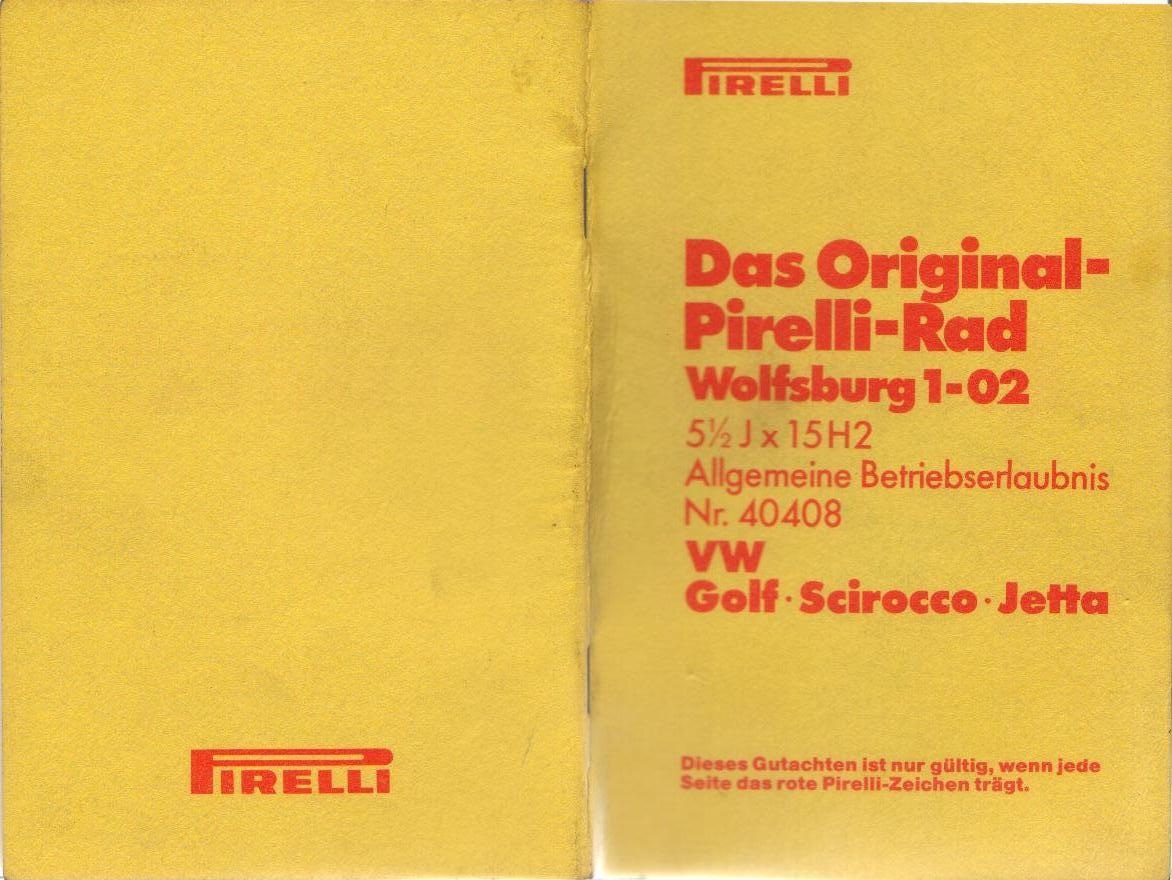 PIRELLI
Das Original-
Pirelli-Rad
Wolfsburg 1-02
5½ J x 15 H2
Allgemeine Betriebserlaubnis
Nr. 40408
VW
Golf · Scirocco · Jetta
Dieses Gutachten ist nur gültig, wenn jede
Seite das rote Pirelli-Zeichen trägt.
PIRELLI